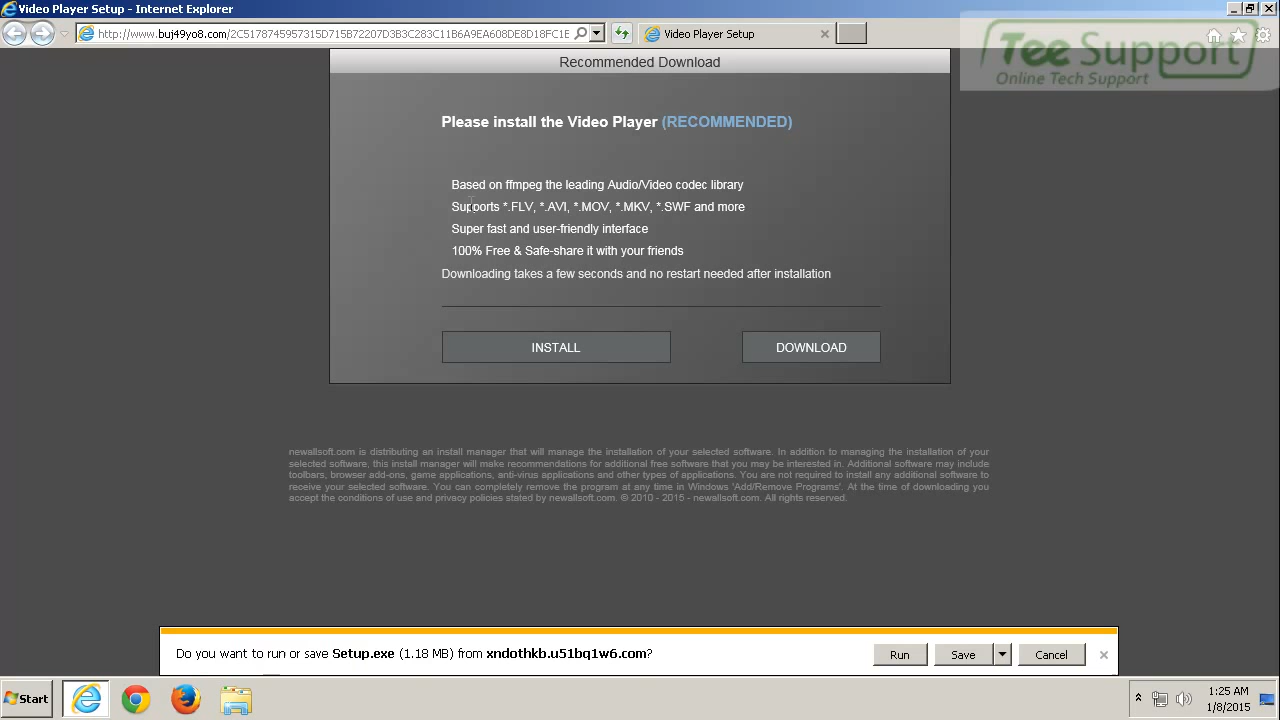 Video Player Setup - Internet Explorer
http://www.buj49yo8.com/2C5178745957315D715B72207D3B3C283C11B6A9EA608DE8D1FC1E
Video Player Setup
Tee Support
Online Tech Support
Recommended Download
Please install the Video Player (RECOMMENDED)
Based on ffmpeg the leading Audio/Video codec library
Supports *.FLV, *.AVI, *.MOV, *.MKV, *.SWF and more
Super fast and user-friendly interface
100% Free & Safe-share it with your friends
Downloading takes a few seconds and no restart needed after installation
INSTALL DOWNLOAD
newallsoft.com is distributing an install manager that will manage the installation of your selected software. In addition to managing the installation of your
selected software, this install manager will make recommendations for additional free software that you may be interested in. Additional software may include
toolbars, browser add-ons, game applications, anti-virus applications and other types of applications. You are not required to install any additional software to
receive your selected software. You can completely remove the program at any time in Windows 'Add/Remove Programs'. At the time of downloading you
accept the conditions of use and privacy policies stated by newallsoft.com. © 2010 - 2015 - newallsoft.com. All rights reserved.
Do you want to run or save Setup.exe (1.18 MB) from xndothkb.u51bq1w6.com?
Run Save Cancel
Start
1:25 AM
1/8/2015